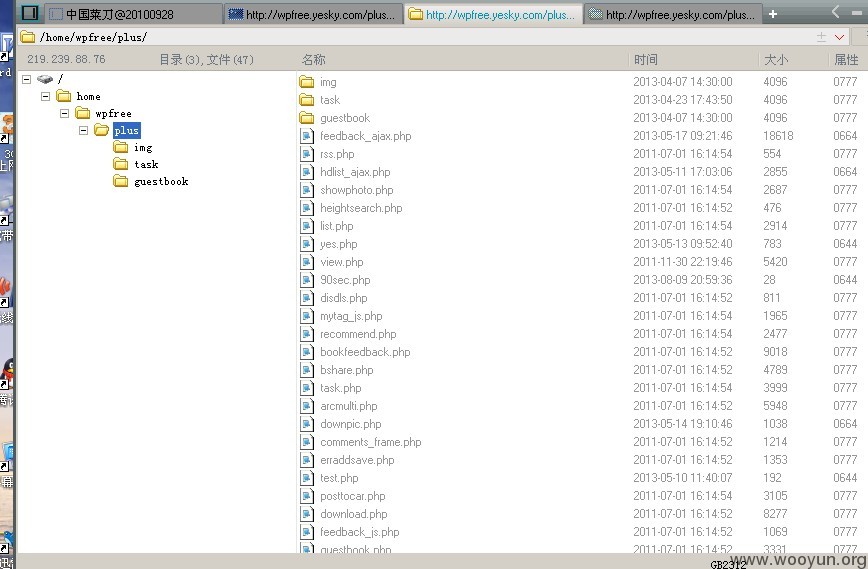 中国菜刀@20100928 http://wpfree.yesky.com/plus... http://wpfree.yesky.com/plus... http://wpfree.yesky.com/plus...
/home/wpfree/plus/
219.239.88.76 目录(3),文件(47) 名称 时间 大小 属性
/
home
wpfree
plus
img
task
guestbook
img 2013-04-07 14:30:00 4096 0777
task 2013-04-23 17:43:50 4096 0777
guestbook 2013-04-07 14:30:00 4096 0777
feedback_ajax.php 2013-05-17 09:21:46 18618 0664
rss.php 2011-07-01 16:14:54 554 0777
hdlist_ajax.php 2013-05-11 17:03:06 2855 0664
showphoto.php 2011-07-01 16:14:54 2687 0777
heightsearch.php 2011-07-01 16:14:52 476 0777
list.php 2011-07-01 16:14:54 2914 0777
yes.php 2013-05-13 09:52:40 783 0644
view.php 2011-11-30 22:19:46 5420 0777
90sec.php 2013-08-09 20:59:36 28 0644
disdls.php 2011-07-01 16:14:52 811 0777
mytag_js.php 2011-07-01 16:14:54 1965 0777
recommend.php 2011-07-01 16:14:54 2477 0777
bookfeedback.php 2011-07-01 16:14:52 9018 0777
bshare.php 2011-07-01 16:14:52 4789 0777
task.php 2011-07-01 16:14:54 3999 0777
arcmulti.php 2011-07-01 16:14:52 5948 0777
downpic.php 2013-05-14 19:10:46 1038 0664
comments_frame.php 2011-07-01 16:14:52 1214 0777
erraddsave.php 2011-07-01 16:14:52 1353 0777
test.php 2013-05-10 11:40:07 192 0644
posttocar.php 2011-07-01 16:14:54 3105 0777
download.php 2011-07-01 16:14:52 8277 0777
feedback_js.php 2011-07-01 16:14:52 1069 0777
guestbook.php 2011-07-01 16:14:52 3331 0777
GB2312
www.wooyun.org